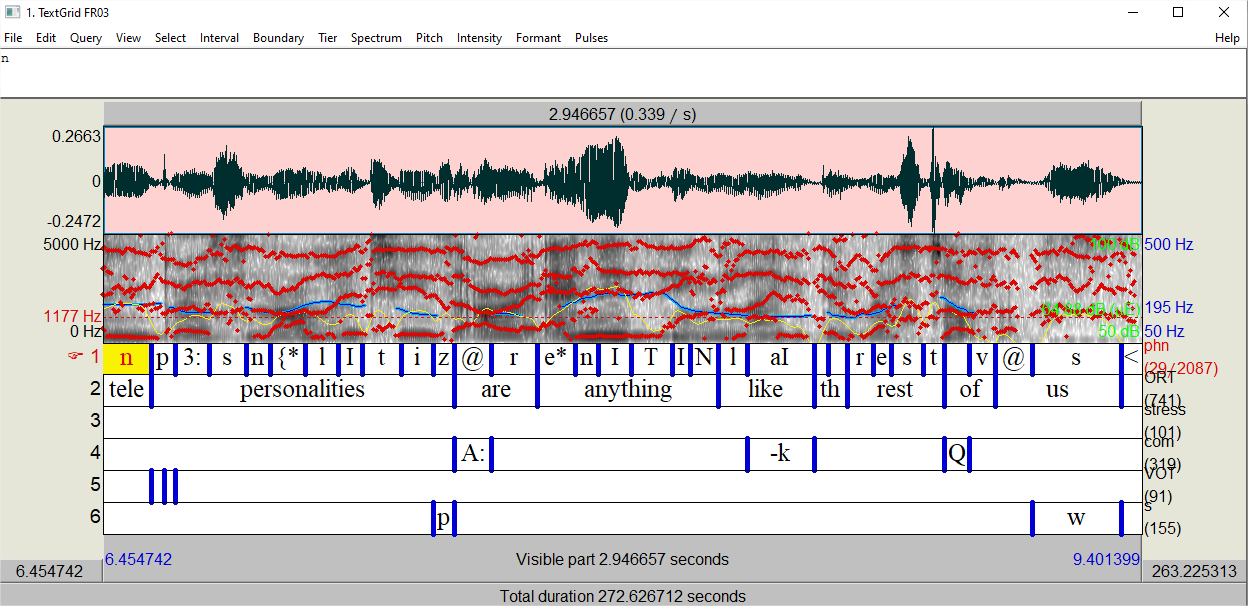 1. TextGrid FR03
File Edit Query View Select Interval Boundary Tier Spectrum Pitch Intensity Formant Pulses Help
n
2.946657 (0.339 / s)
0.2663
0
-0.2472
5000 Hz 500 Hz
195 Hz
1177 Hz
0 Hz 50 dB 50 Hz
☞ 1 n p 3: s n {* l I t i z @ r e* n I T I N l aI r e s t v @ s < phn (29/2087)
2 tele personalities are anything like th rest of us ORT (741)
3 stress (101)
4 A: -k Q com (319)
5 VOT (91)
6 p w s (155)
6.454742 Visible part 2.946657 seconds 9.401399
6.454742 263.225313
Total duration 272.626712 seconds